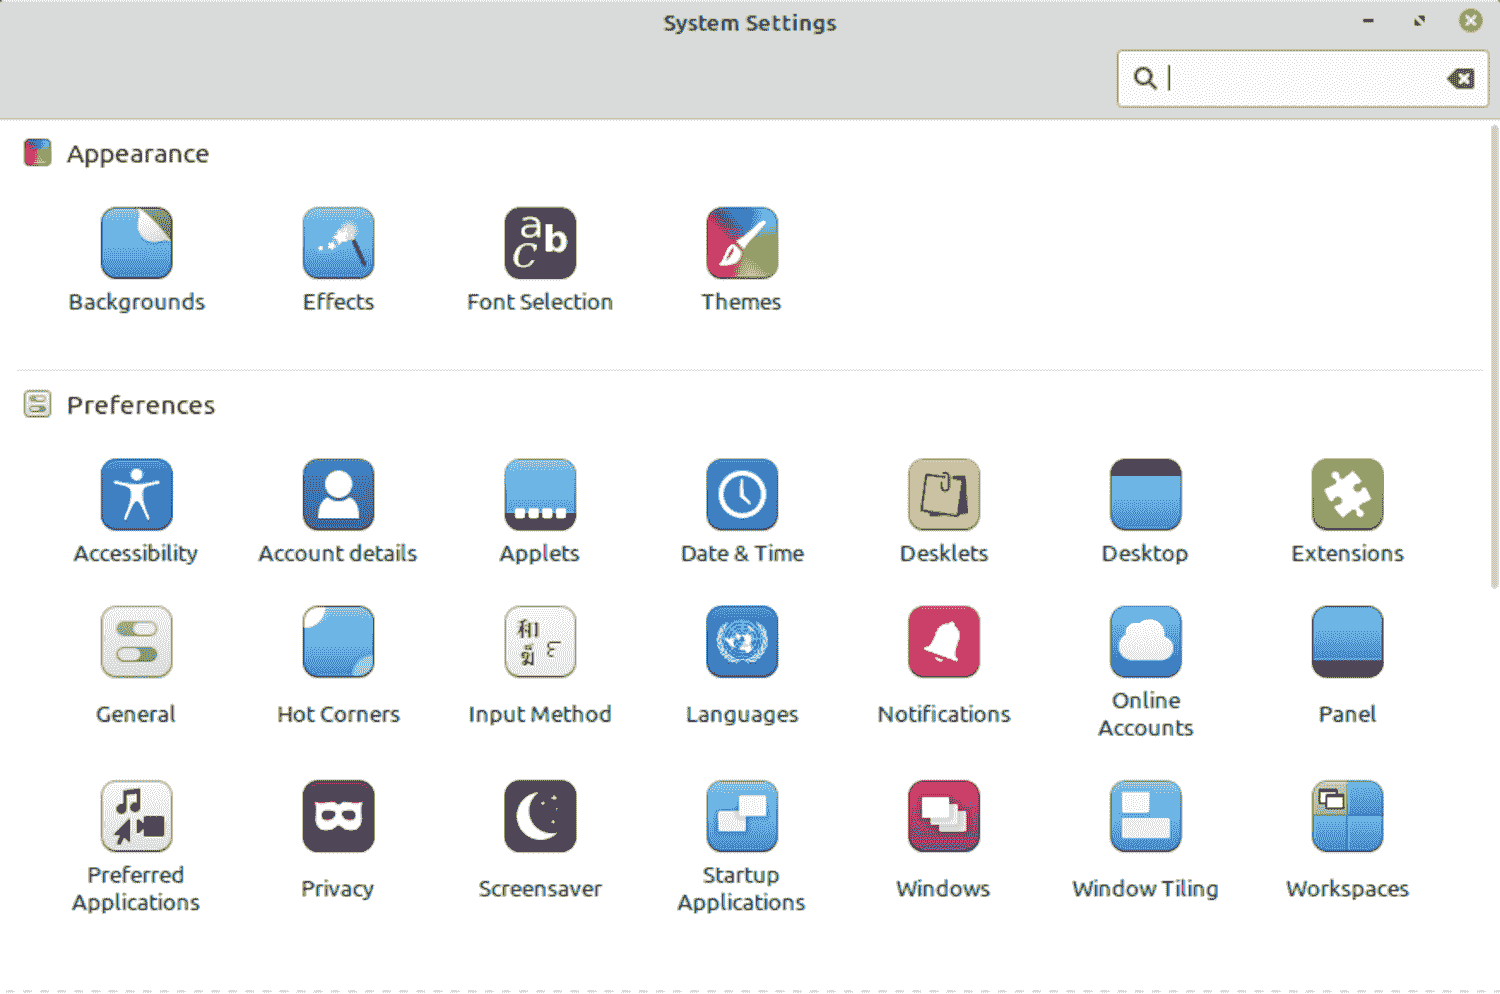 System Settings
Appearance
Backgrounds
Effects
Font Selection
Themes
Preferences
Accessibility
Account details
Applets
Date & Time
Desklets
Desktop
Extensions
General
Hot Corners
Input Method
Languages
Notifications
Online
Accounts
Panel
Preferred
Applications
Privacy
Screensaver
Startup
Applications
Windows
Window Tiling
Workspaces